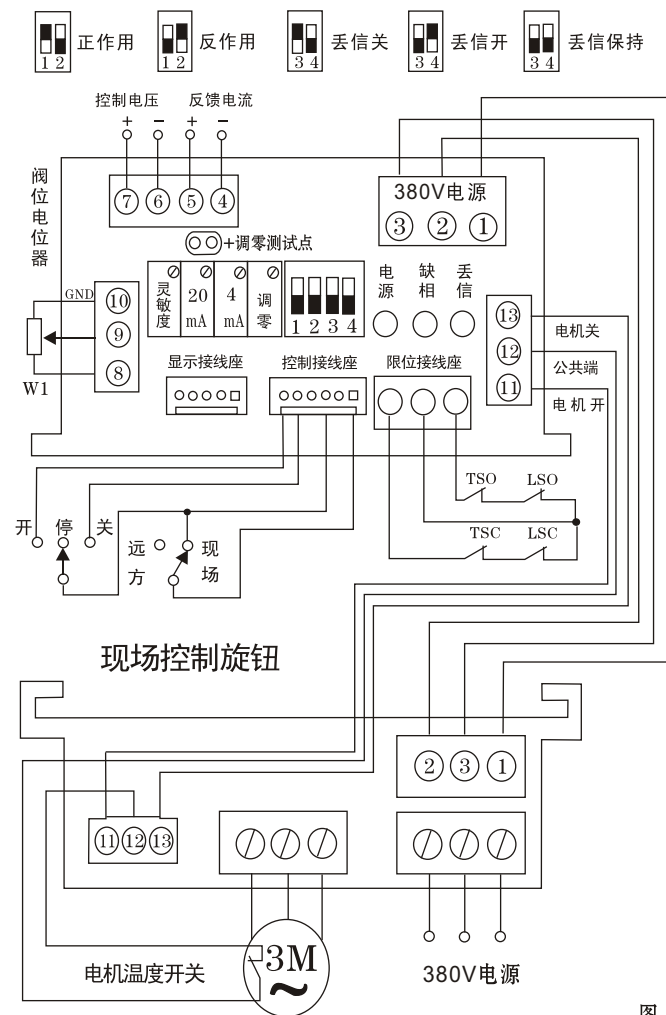 1 2 正作用
1 2 反作用
3 4 丢信关
3 4 丢信开
3 4 丢信保持
控制电压 反馈电流
+ − + −
⑦ ⑥ ⑤ ④
380V电源
③ ② ①
阀位电位器
+调零测试点
灵敏度
20 mA
4 mA
调零
1 2 3 4
电源
缺相
丢信
GND
⑩
⑨
⑧
W1
⑬
⑫
⑪
电机关
公共端
电机开
显示接线座 控制接线座 限位接线座
TSO LSO
TSC LSC
开 停 关
远方
现场
现场控制旋钮
② ③ ①
⑪ ⑫ ⑬
3M
~
电机温度开关
380V电源
图